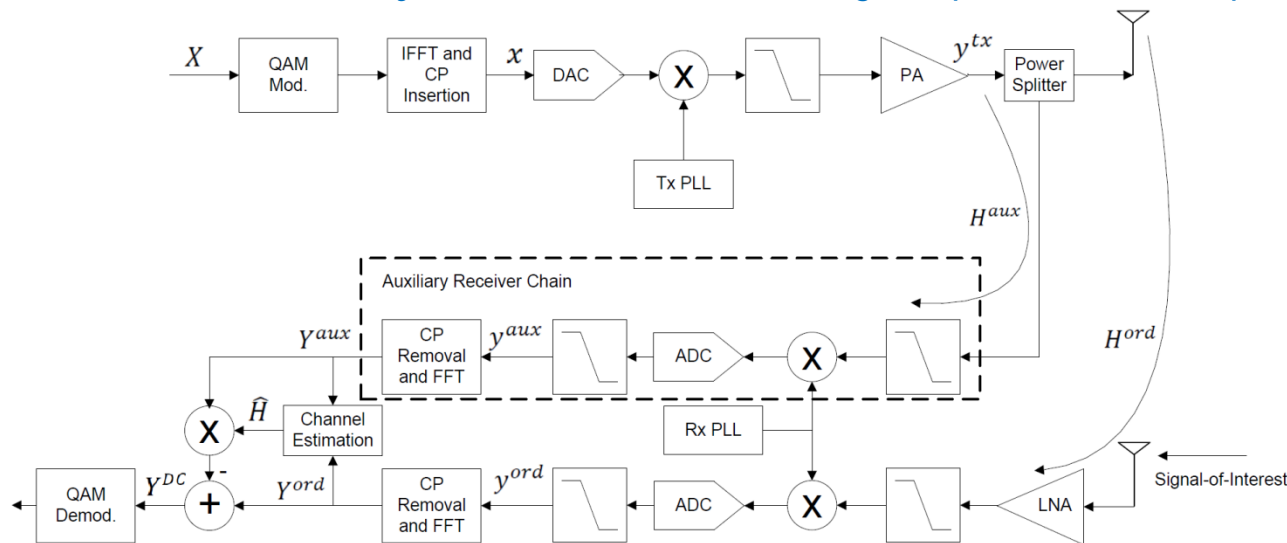 X
QAM
Mod.
IFFT and
CP
Insertion
x
DAC
X
PA
y^{tx}
Power
Splitter
Tx PLL
H^{aux}
Auxiliary Receiver Chain
Y^{aux}
CP
Removal
and FFT
y^{aux}
ADC
X
H^{ord}
X
Ĥ
Channel
Estimation
Rx PLL
QAM
Demod.
Y^{DC}
+
-
Y^{ord}
CP
Removal
and FFT
y^{ord}
ADC
X
LNA
Signal-of-Interest